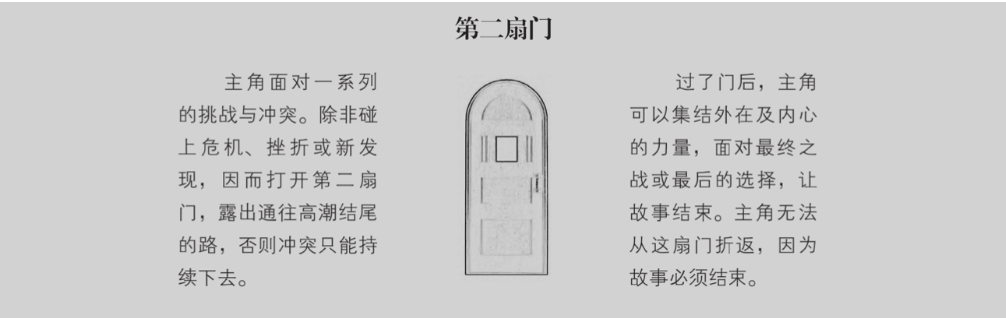 第二扇门
主角面对一系列
的挑战与冲突。除非碰
上危机、挫折或新发
现，因而打开第二扇
门，露出通往高潮结尾
的路，否则冲突只能持
续下去。
过了门后，主角
可以集结外在及内心
的力量，面对最终之
战或最后的选择，让
故事结束。主角无法
从这扇门折返，因为
故事必须结束。